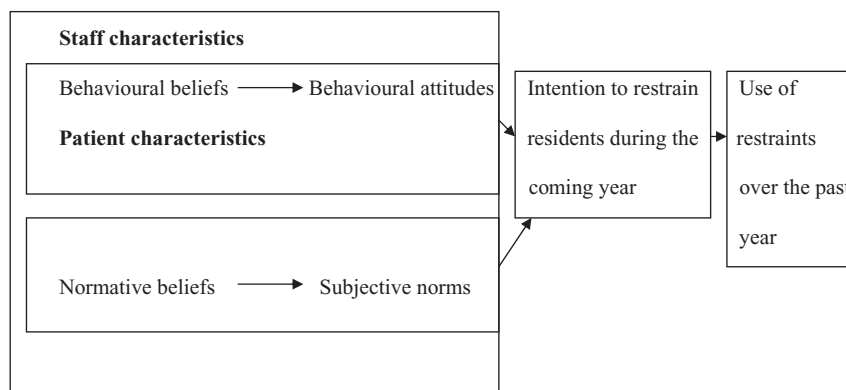 Staff characteristics
Behavioural beliefs Behavioural attitudes
Patient characteristics
Normative beliefs Subjective norms
Intention to restrain
residents during the
coming year
Use of
restraints
over the past
year